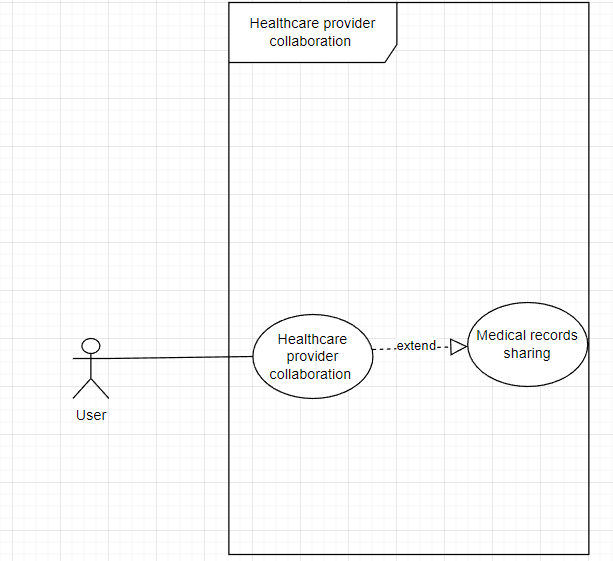 Healthcare provider
collaboration
Healthcare
provider
collaboration
extend
Medical records
sharing
User